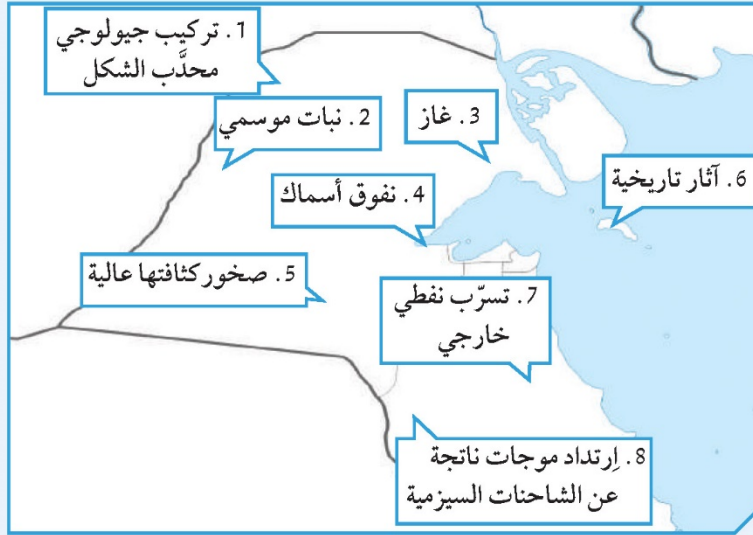 1. تركيب جيولوجي
محدَّب الشكل
2. نبات موسمي
3. غاز
4. نفوق أسماك
5. صخور كثافتها عالية
6. آثار تاريخية
7. تسرّب نفطي
خارجي
8. اِرتداد موجات ناتجة
عن الشاحنات السيزمية